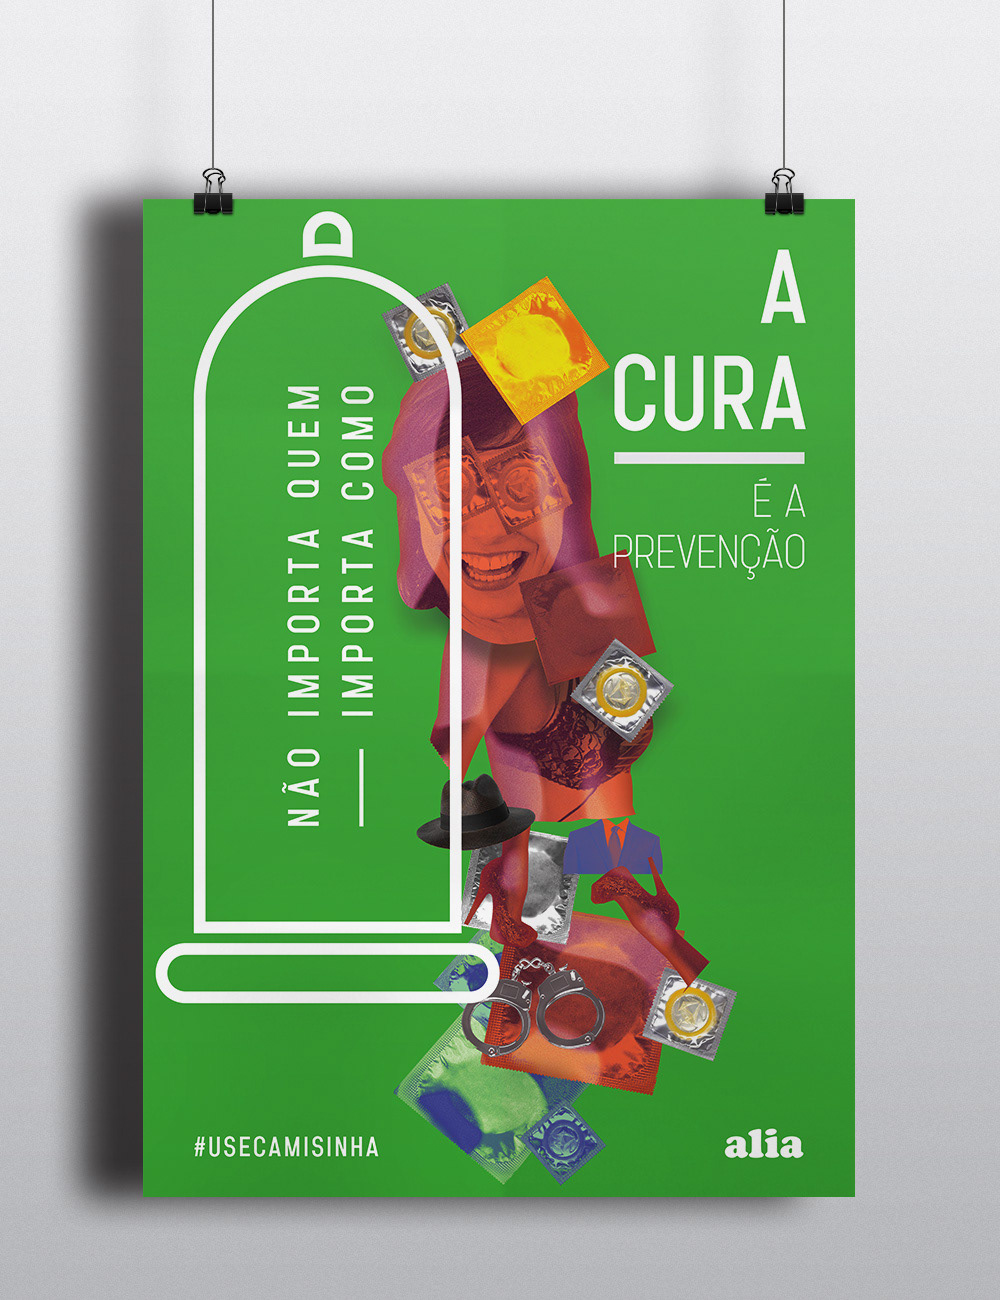 A
CURA
É A
PREVENÇÃO
NÃO IMPORTA QUEM
IMPORTA COMO
#USECAMISINHA
alia